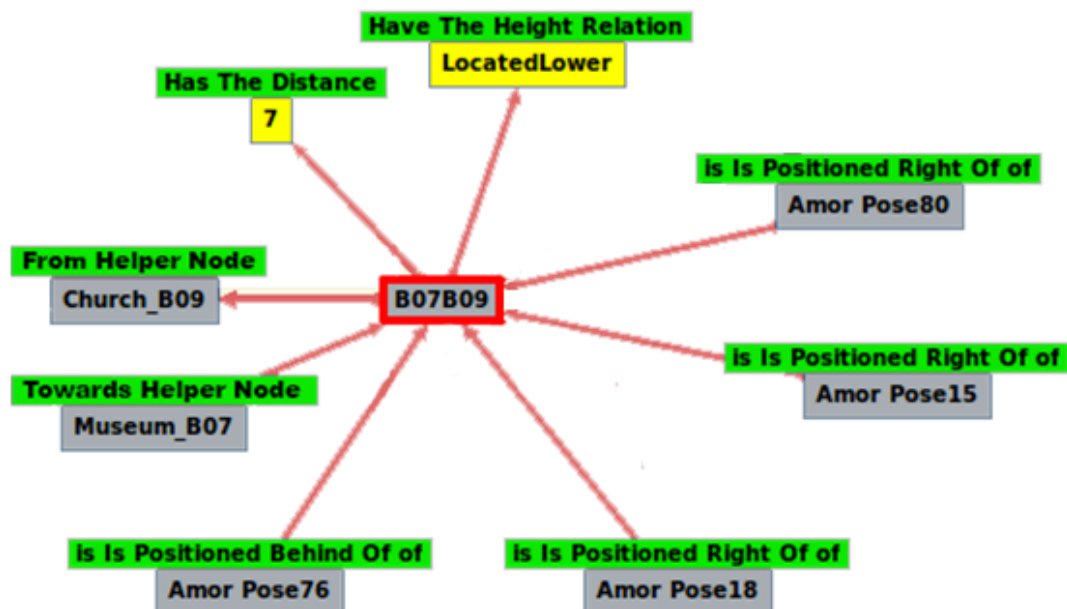 Have The Height Relation
LocatedLower
Has The Distance
7
is Is Positioned Right Of of
Amor Pose80
From Helper Node
Church_B09
B07B09
is Is Positioned Right Of of
Amor Pose15
Towards Helper Node
Museum_B07
is Is Positioned Behind Of of
Amor Pose76
is Is Positioned Right Of of
Amor Pose18